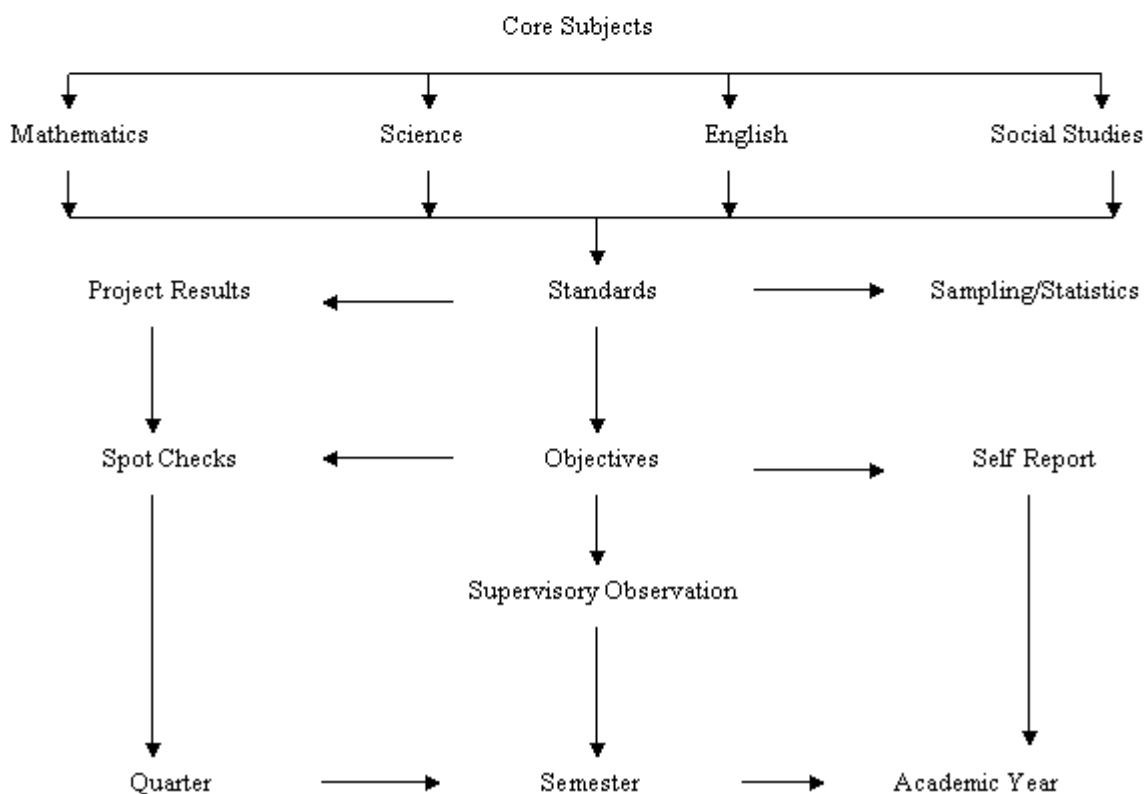 Core Subjects
Mathematics Science English Social Studies
Project Results Standards Sampling/Statistics
Spot Checks Objectives Self Report
Supervisory Observation
Quarter Semester Academic Year